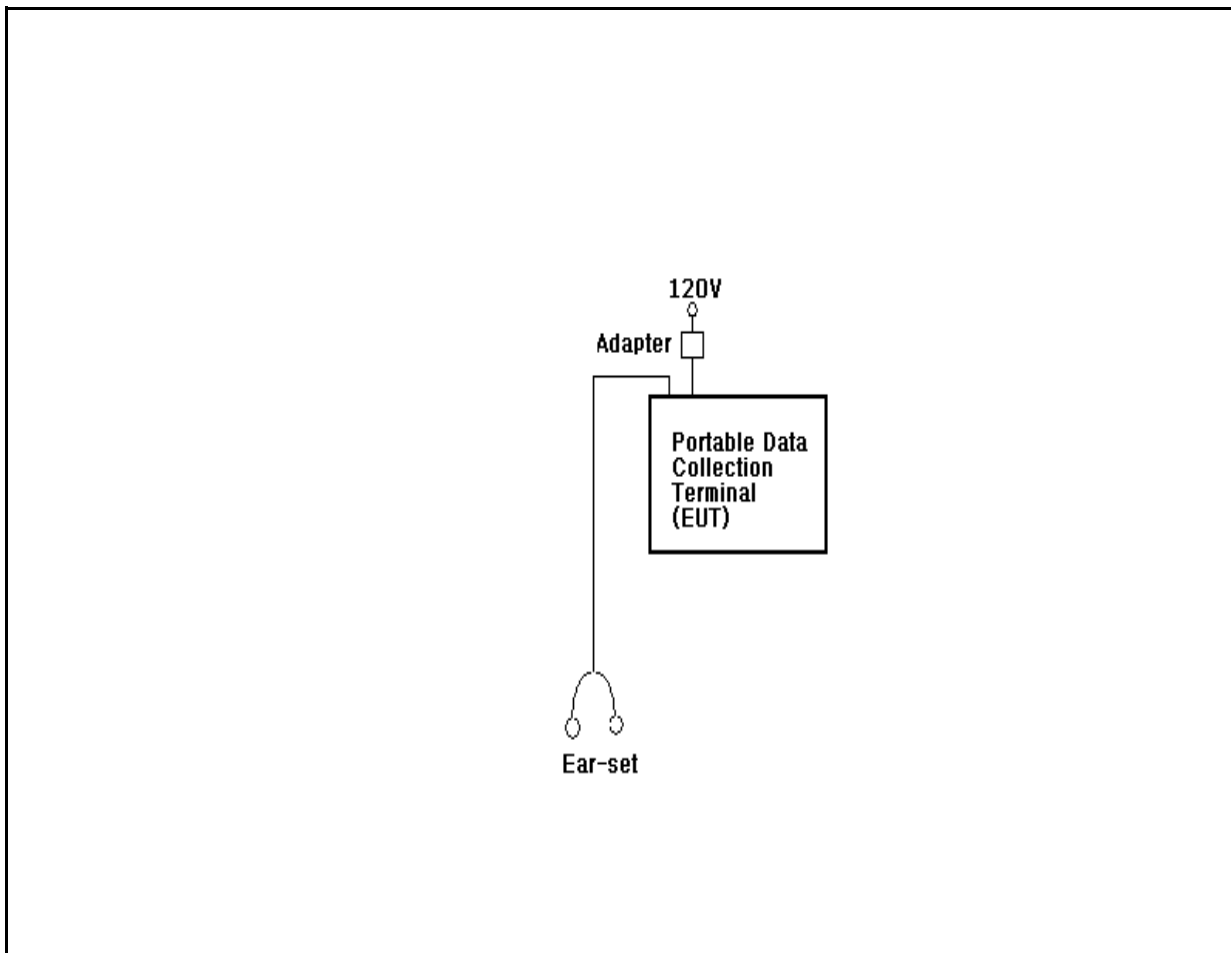 120V
Adapter
Portable Data
Collection
Terminal
(EUT)
Ear-set